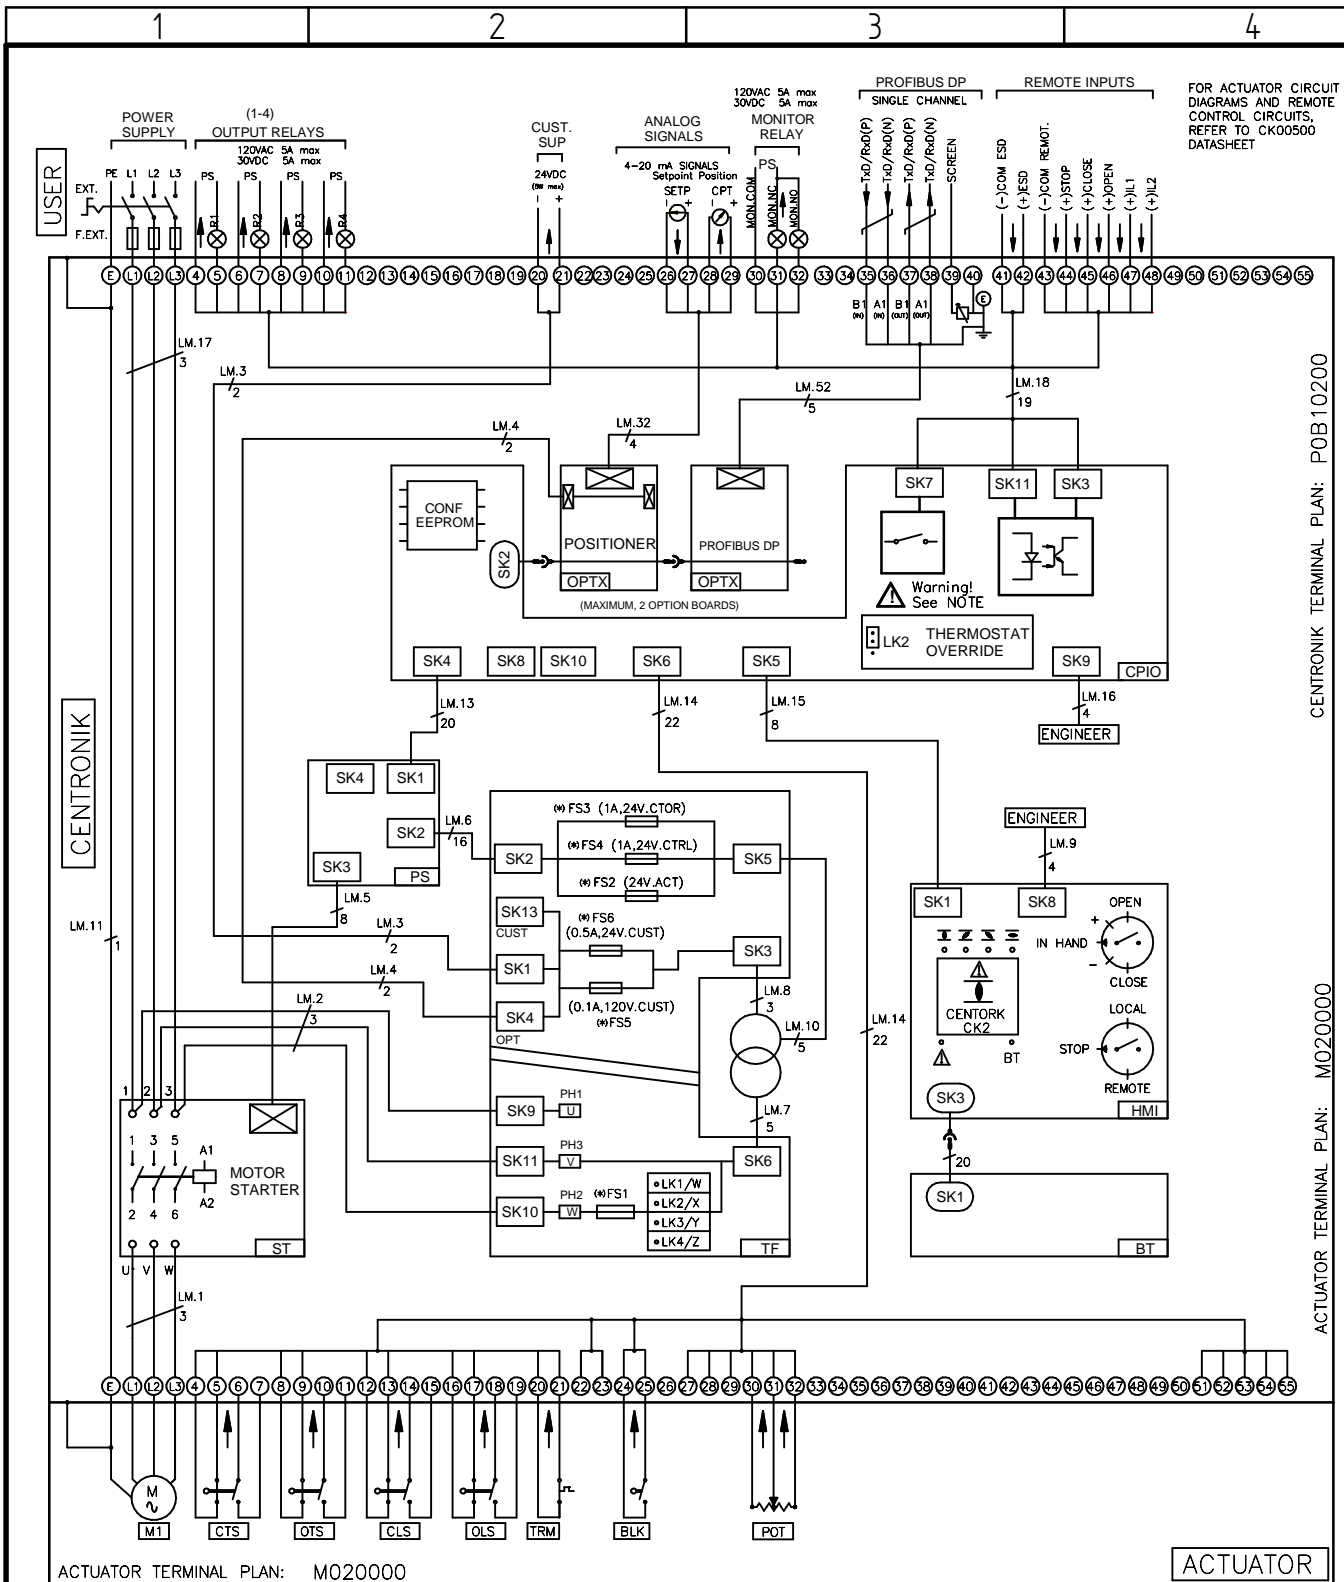 1 2 3 4
POWER SUPPLY
(1-4)
OUTPUT RELAYS
120VAC 5A max
30VDC 5A max
CUST. SUP
24VDC
(5W max)
- +
ANALOG SIGNALS
4-20 mA SIGNALS
Setpoint Position
SETP CPT
- + - +
120VAC 5A max
30VDC 5A max
MONITOR RELAY
PS
MON.COM
MON.NC
MON.NO
PROFIBUS DP
SINGLE CHANNEL
TxD/RxD(P)
TxD/RxD(N)
TxD/RxD(P)
TxD/RxD(N)
SCREEN
REMOTE INPUTS
(-)COM ESD
(+)ESD
(-)COM REMOT.
(+)STOP
(+)CLOSE
(+)OPEN
(+)IL1
(+)IL2
FOR ACTUATOR CIRCUIT
DIAGRAMS AND REMOTE
CONTROL CIRCUITS,
REFER TO CK00500
DATASHEET
USER
PE L1 L2 L3
EXT.
F.EXT.
PS PS PS PS
R1 R2 R3 R4
E L1 L2 L3 4 5 6 7 8 9 10 11 12 13 14 15 16 17 18 19 20 21 22 23 24 25 26 27 28 29 30 31 32 33 34 35 36 37 38 39 40 41 42 43 44 45 46 47 48 49 50 51 52 53 54 55
B1 A1 B1 A1
(IN) (IN) (OUT) (OUT)
E
LM.17
3
LM.3
2
LM.4
2
LM.32
4
LM.52
5
LM.18
19
CENTRONIK TERMINAL PLAN: P0B10200
CONF
EEPROM
SK2
POSITIONER
OPTX
PROFIBUS DP
OPTX
(MAXIMUM, 2 OPTION BOARDS)
SK7 SK11 SK3
Warning!
See NOTE
LK2
THERMOSTAT
OVERRIDE
SK4 SK8 SK10 SK6 SK5 SK9
CPIO
LM.13
20
LM.14
22
LM.15
8
LM.16
4
ENGINEER
CENTRONIK
SK4 SK1
SK2
SK3
PS
LM.6
16
LM.5
8
(*)FS3 (1A,24V.CTOR)
(*)FS4 (1A,24V.CTRL)
(*)FS2 (24V.ACT)
SK2 SK5
SK13
CUST
(*)FS6
(0.5A,24V.CUST)
SK1 SK3
SK4
OPT
(0.1A,120V.CUST)
(*)FS5
LM.11
1
LM.3
2
LM.4
2
LM.2
3
LM.8
3
LM.10
5
LM.14
22
LM.7
5
SK9 PH1
U
SK11 PH3
V
SK6
SK10 PH2
W
(*)FS1
LK1/W
LK2/X
LK3/Y
LK4/Z
TF
ENGINEER
LM.9
4
SK1 SK8
OPEN
+
IN HAND
-
CLOSE
CENTORK
CK2
BT
LOCAL
STOP
REMOTE
SK3
HMI
20
SK1
BT
ACTUATOR TERMINAL PLAN: M020000
1 2 3
1 3 5
A1
A2
2 4 6
MOTOR
STARTER
ST
U V W
LM.1
3
E L1 L2 L3 4 5 6 7 8 9 10 11 12 13 14 15 16 17 18 19 20 21 22 23 24 25 26 27 28 29 30 31 32 33 34 35 36 37 38 39 40 41 42 43 44 45 46 47 48 49 50 51 52 53 54 55
M
M1 CTS OTS CLS OLS TRM BLK POT
ACTUATOR TERMINAL PLAN: M020000
ACTUATOR